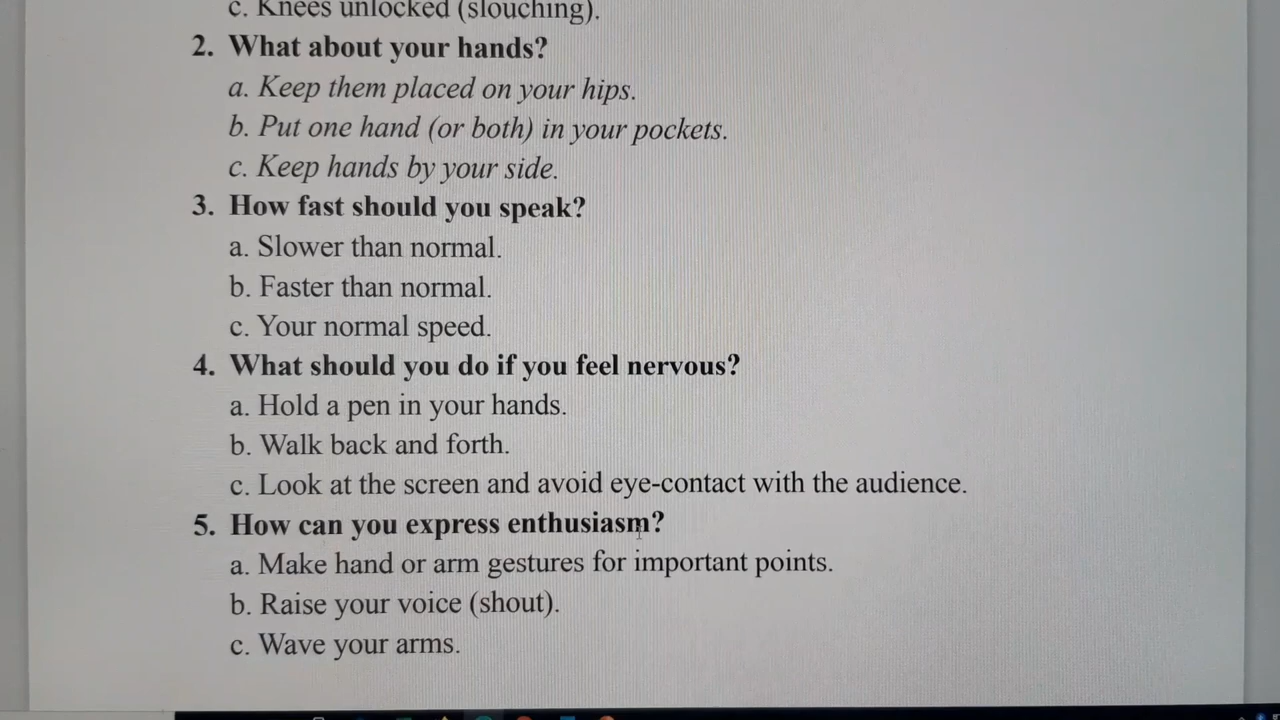 c. Knees unlocked (slouching).
2. What about your hands?
a. Keep them placed on your hips.
b. Put one hand (or both) in your pockets.
c. Keep hands by your side.
3. How fast should you speak?
a. Slower than normal.
b. Faster than normal.
c. Your normal speed.
4. What should you do if you feel nervous?
a. Hold a pen in your hands.
b. Walk back and forth.
c. Look at the screen and avoid eye-contact with the audience.
5. How can you express enthusiasm?
a. Make hand or arm gestures for important points.
b. Raise your voice (shout).
c. Wave your arms.